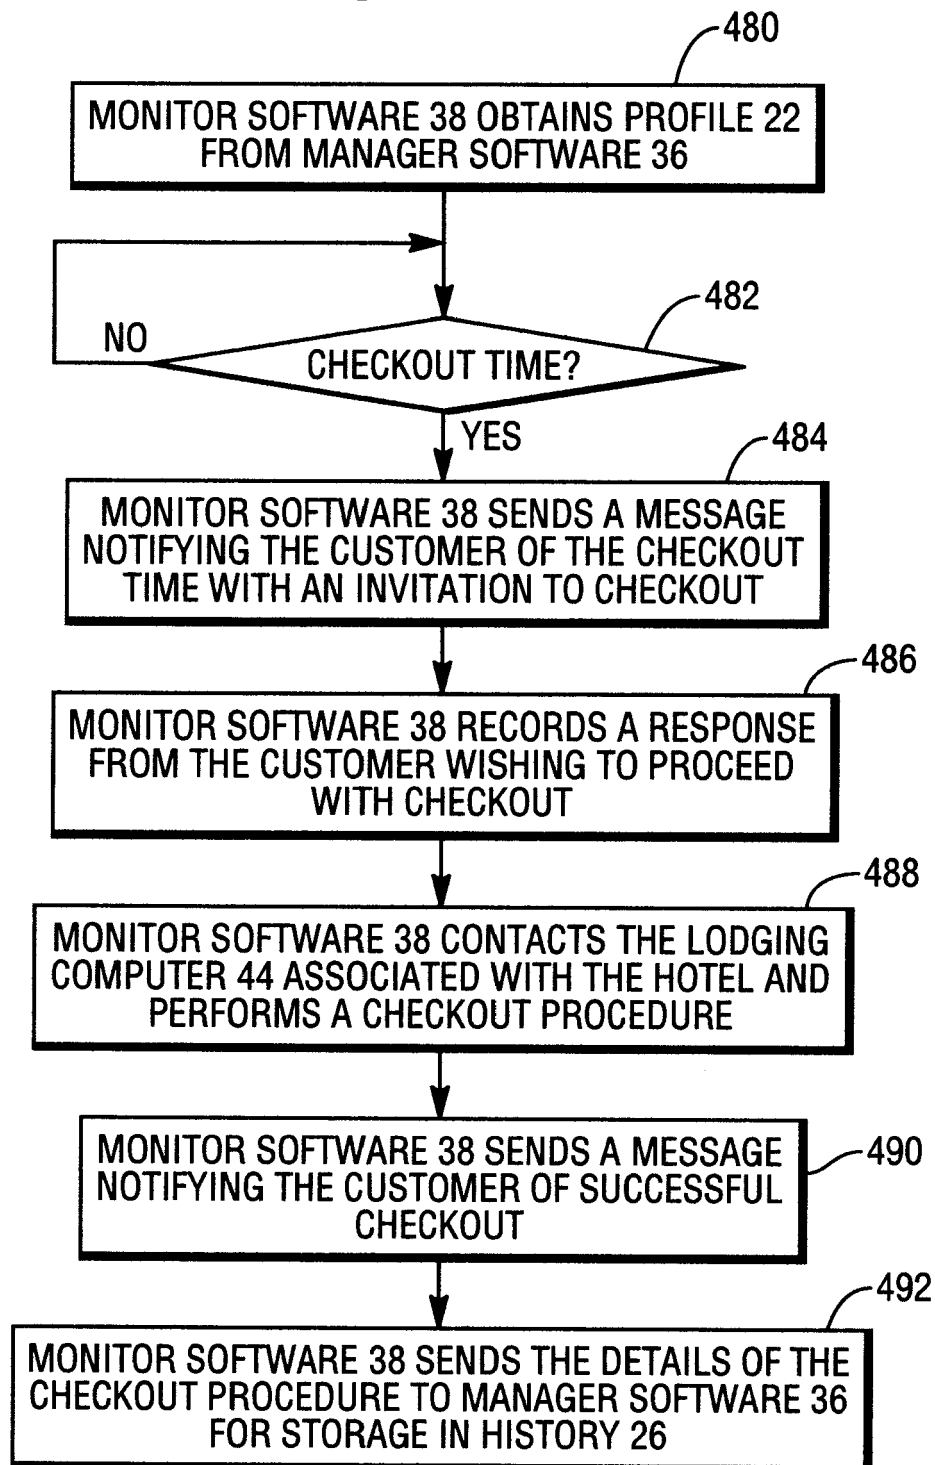 480
MONITOR SOFTWARE 38 OBTAINS PROFILE 22
FROM MANAGER SOFTWARE 36
482
NO
CHECKOUT TIME?
YES
484
MONITOR SOFTWARE 38 SENDS A MESSAGE
NOTIFYING THE CUSTOMER OF THE CHECKOUT
TIME WITH AN INVITATION TO CHECKOUT
486
MONITOR SOFTWARE 38 RECORDS A RESPONSE
FROM THE CUSTOMER WISHING TO PROCEED
WITH CHECKOUT
488
MONITOR SOFTWARE 38 CONTACTS THE LODGING
COMPUTER 44 ASSOCIATED WITH THE HOTEL AND
PERFORMS A CHECKOUT PROCEDURE
490
MONITOR SOFTWARE 38 SENDS A MESSAGE
NOTIFYING THE CUSTOMER OF SUCCESSFUL
CHECKOUT
492
MONITOR SOFTWARE 38 SENDS THE DETAILS OF THE
CHECKOUT PROCEDURE TO MANAGER SOFTWARE 36
FOR STORAGE IN HISTORY 26